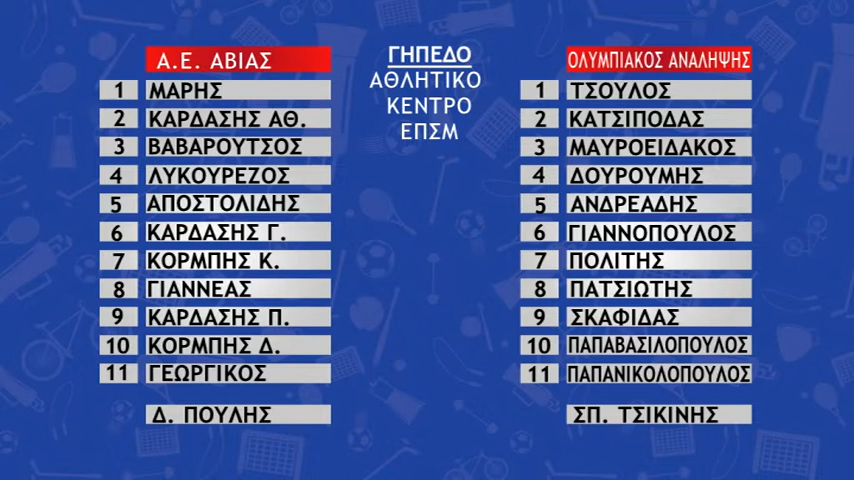 Α.Ε. ΑΒΙΑΣ
1 ΜΑΡΗΣ
2 ΚΑΡΔΑΣΗΣ ΑΘ.
3 ΒΑΒΑΡΟΥΤΣΟΣ
4 ΛΥΚΟΥΡΕΖΟΣ
5 ΑΠΟΣΤΟΛΙΔΗΣ
6 ΚΑΡΔΑΣΗΣ Γ.
7 ΚΟΡΜΠΗΣ Κ.
8 ΓΙΑΝΝΕΑΣ
9 ΚΑΡΔΑΣΗΣ Π.
10 ΚΟΡΜΠΗΣ Δ.
11 ΓΕΩΡΓΙΚΟΣ
Δ. ΠΟΥΛΗΣ
ΓΗΠΕΔΟ
ΑΘΛΗΤΙΚΟ
ΚΕΝΤΡΟ
ΕΠΣΜ
ΟΛΥΜΠΙΑΚΟΣ ΑΝΑΛΗΨΗΣ
1 ΤΣΟΥΛΟΣ
2 ΚΑΤΣΙΠΟΔΑΣ
3 ΜΑΥΡΟΕΙΔΑΚΟΣ
4 ΔΟΥΡΟΥΜΗΣ
5 ΑΝΔΡΕΑΔΗΣ
6 ΓΙΑΝΝΟΠΟΥΛΟΣ
7 ΠΟΛΙΤΗΣ
8 ΠΑΤΣΙΩΤΗΣ
9 ΣΚΑΦΙΔΑΣ
10 ΠΑΠΑΒΑΣΙΛΟΠΟΥΛΟΣ
11 ΠΑΠΑΝΙΚΟΛΟΠΟΥΛΟΣ
ΣΠ. ΤΣΙΚΙΝΗΣ